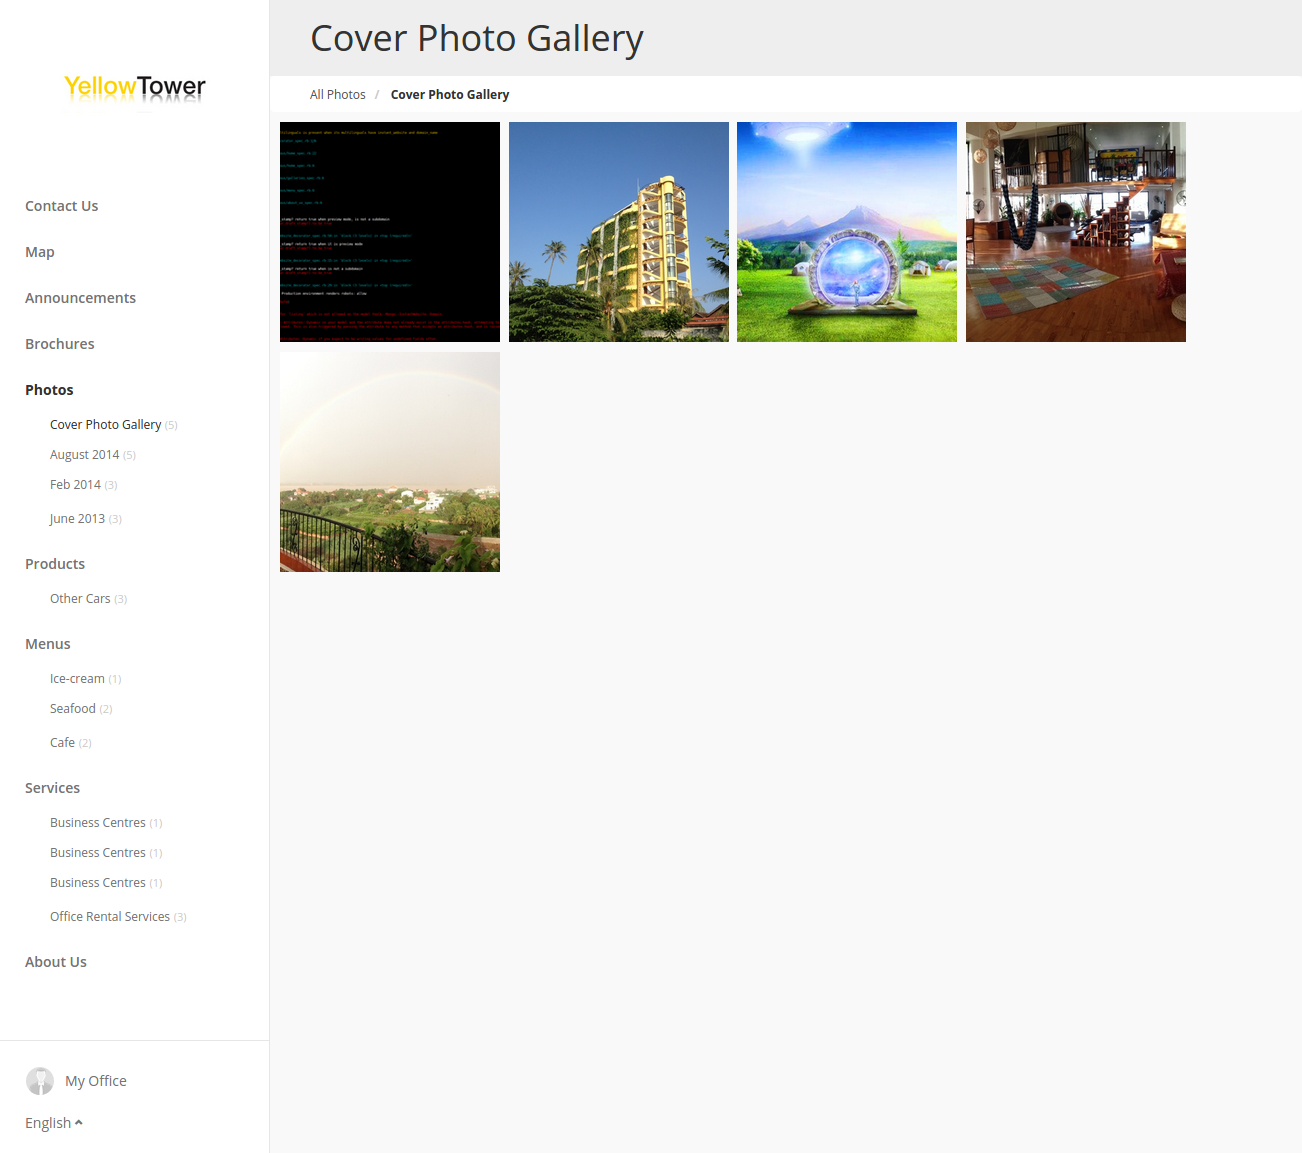 YellowTower
Contact Us
Map
Announcements
Brochures
Photos
Cover Photo Gallery (5)
August 2014 (5)
Feb 2014 (3)
June 2013 (3)
Products
Other Cars (3)
Menus
Ice-cream (1)
Seafood (2)
Cafe (2)
Services
Business Centres (1)
Business Centres (1)
Business Centres (1)
Office Rental Services (3)
About Us
My Office
English
Cover Photo Gallery
All Photos / Cover Photo Gallery